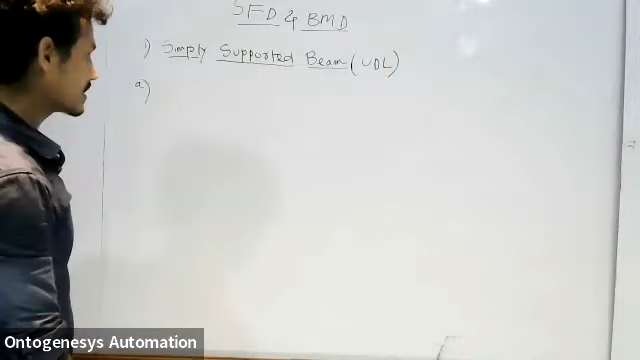 SFD & BMD
1) Simply Supported Beam (UDL)
a)
Ontogenesys Automation